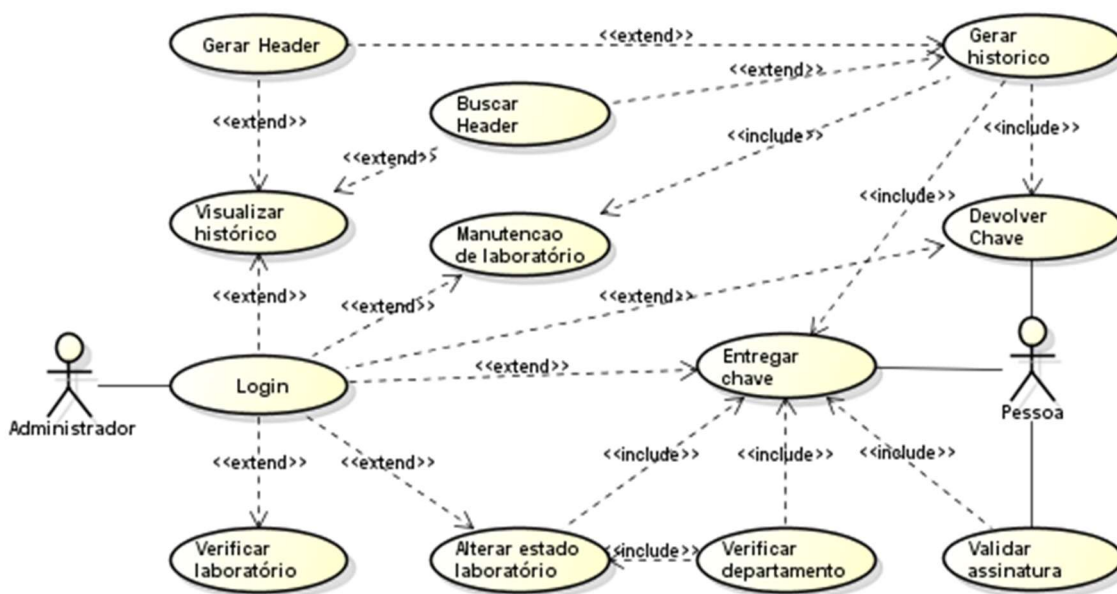 Gerar Header
<<extend>>
Gerar
historico
<<extend>>
Buscar
Header
<<extend>>
<<include>>
<<include>>
<<extend>>
<<include>>
Visualizar
histórico
Manutencao
de laboratório
Devolver
Chave
<<extend>>
<<extend>>
<<extend>>
Entregar
chave
<<extend>>
Login
Administrador
Pessoa
<<extend>>
<<extend>>
<<include>>
<<include>>
<<include>>
Verificar
laboratório
Alterar estado
laboratório
<<include>>
Verificar
departamento
Validar
assinatura